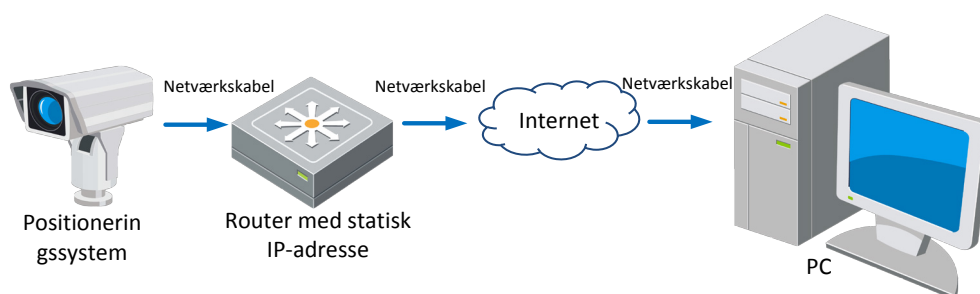 Netværkskabel
Netværkskabel
Netværkskabel
Internet
Positionerin
gssystem
Router med statisk
IP-adresse
PC